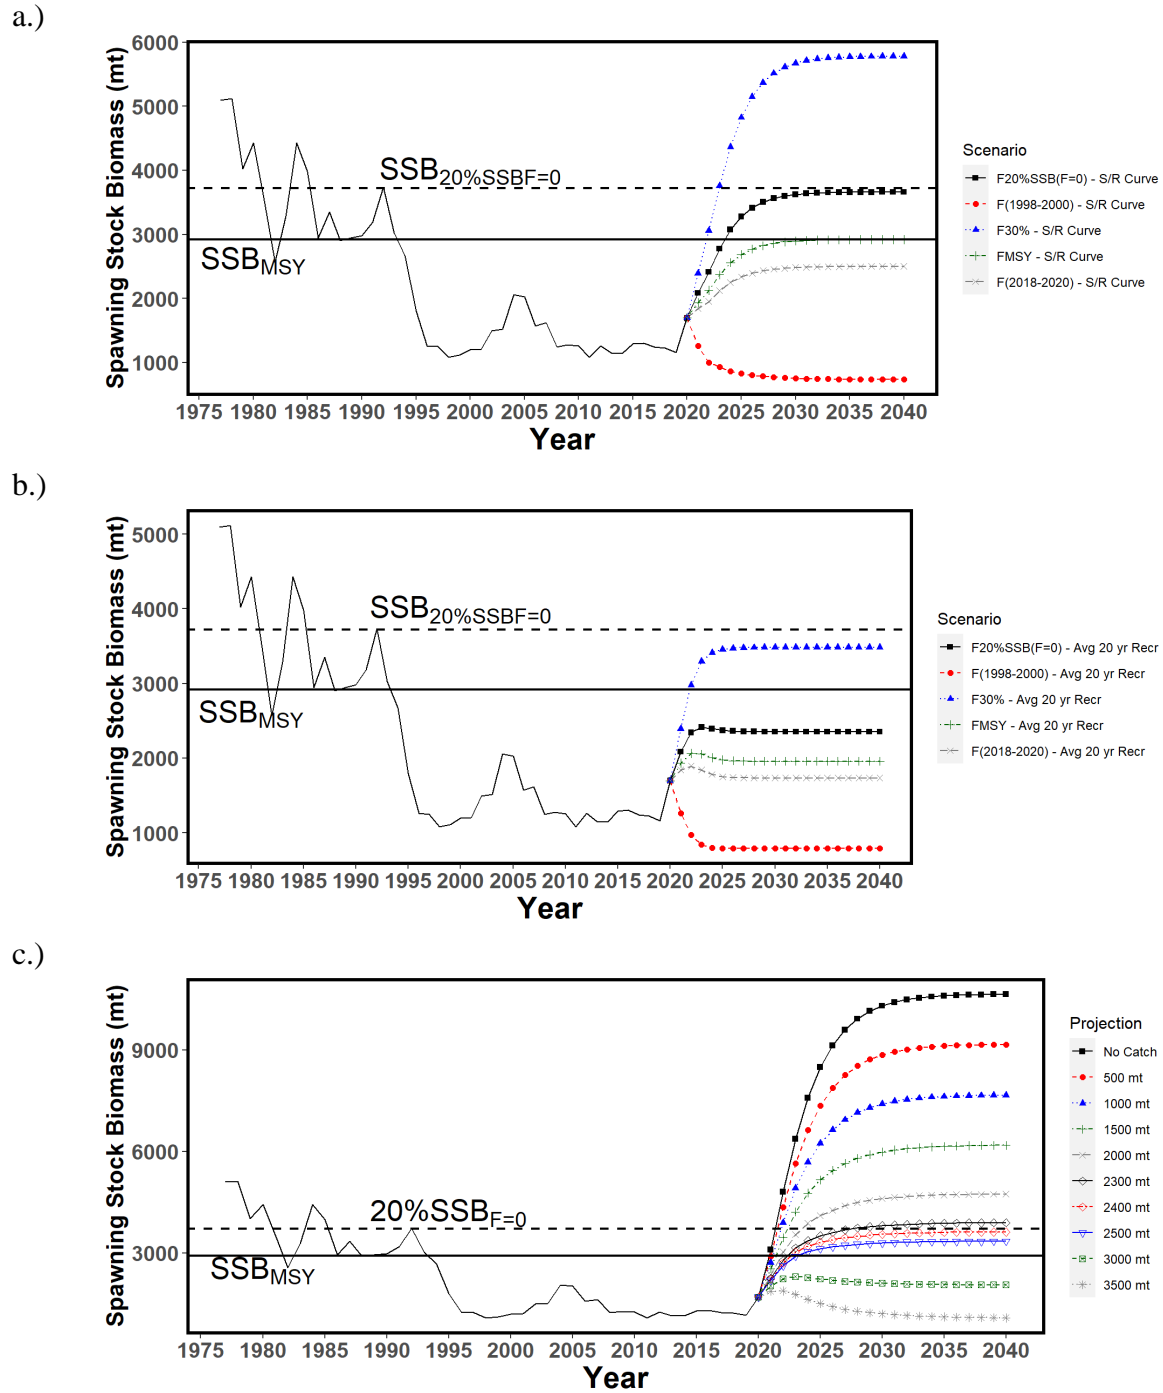 a.)
Spawning Stock Biomass (mt)
6000
5000
4000
3000
2000
1000
SSB20%SSBF=0
SSBMSY
1975 1980 1985 1990 1995 2000 2005 2010 2015 2020 2025 2030 2035 2040
Year
Scenario
F20%SSB(F=0) - S/R Curve
F(1998-2000) - S/R Curve
F30% - S/R Curve
FMSY - S/R Curve
F(2018-2020) - S/R Curve
b.)
Spawning Stock Biomass (mt)
5000
4000
3000
2000
1000
SSB20%SSBF=0
SSBMSY
1975 1980 1985 1990 1995 2000 2005 2010 2015 2020 2025 2030 2035 2040
Year
Scenario
F20%SSB(F=0) - Avg 20 yr Recr
F(1998-2000) - Avg 20 yr Recr
F30% - Avg 20 yr Recr
FMSY - Avg 20 yr Recr
F(2018-2020) - Avg 20 yr Recr
c.)
Spawning Stock Biomass (mt)
9000
6000
3000
20%SSBF=0
SSBMSY
1975 1980 1985 1990 1995 2000 2005 2010 2015 2020 2025 2030 2035 2040
Year
Projection
No Catch
500 mt
1000 mt
1500 mt
2000 mt
2300 mt
2400 mt
2500 mt
3000 mt
3500 mt